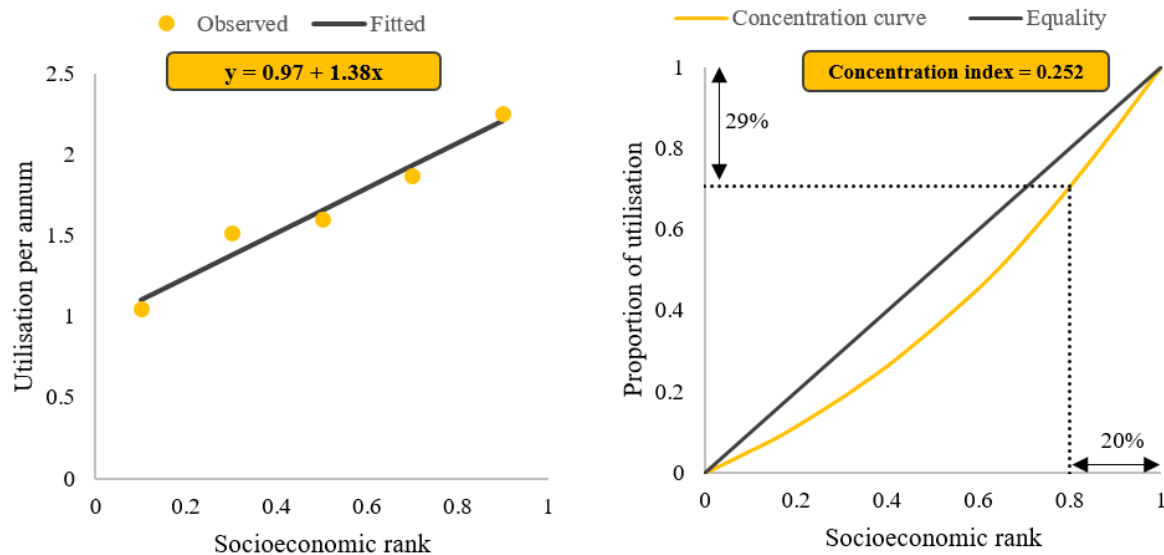 Observed Fitted
y = 0.97 + 1.38x
2.5
2
1.5
1
0.5
0
0 0.2 0.4 0.6 0.8 1
Utilisation per annum
Socioeconomic rank
Concentration curve Equality
Concentration index = 0.252
29%
20%
1
0.8
0.6
0.4
0.2
0
0 0.2 0.4 0.6 0.8 1
Proportion of utilisation
Socioeconomic rank